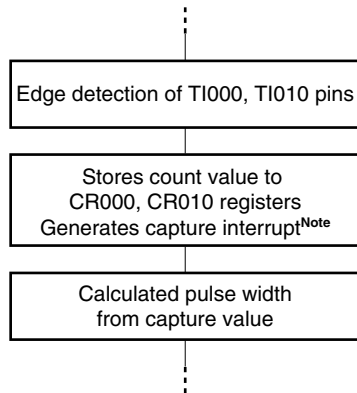 Edge detection of TI000, TI010 pins
Stores count value to
CR000, CR010 registers
Generates capture interruptNote
Calculated pulse width
from capture value